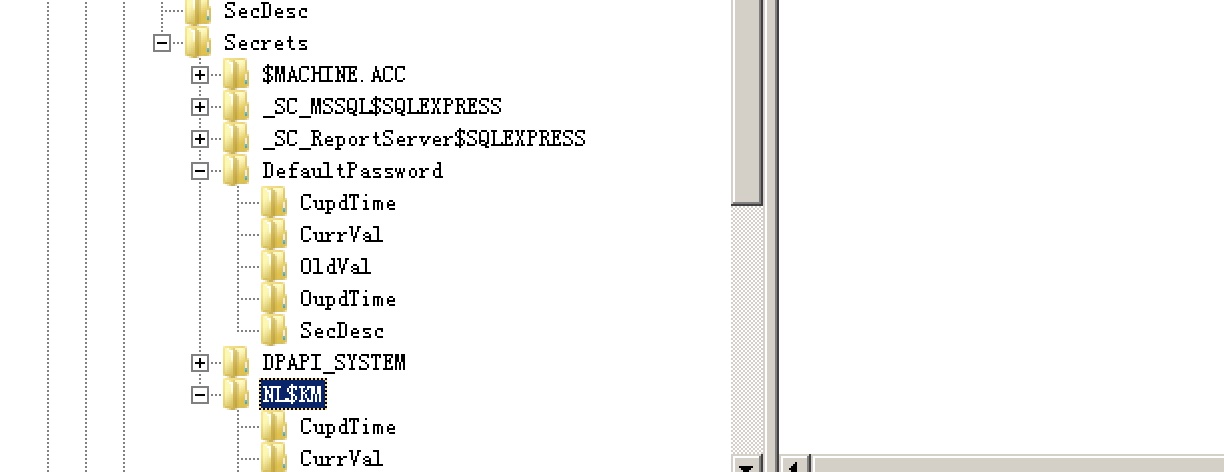 SecDesc
Secrets
$MACHINE.ACC
_SC_MSSQL$SQLEXPRESS
_SC_ReportServer$SQLEXPRESS
DefaultPassword
CupdTime
CurrVal
OldVal
OupdTime
SecDesc
DPAPI_SYSTEM
NL$KM
CupdTime
CurrVal